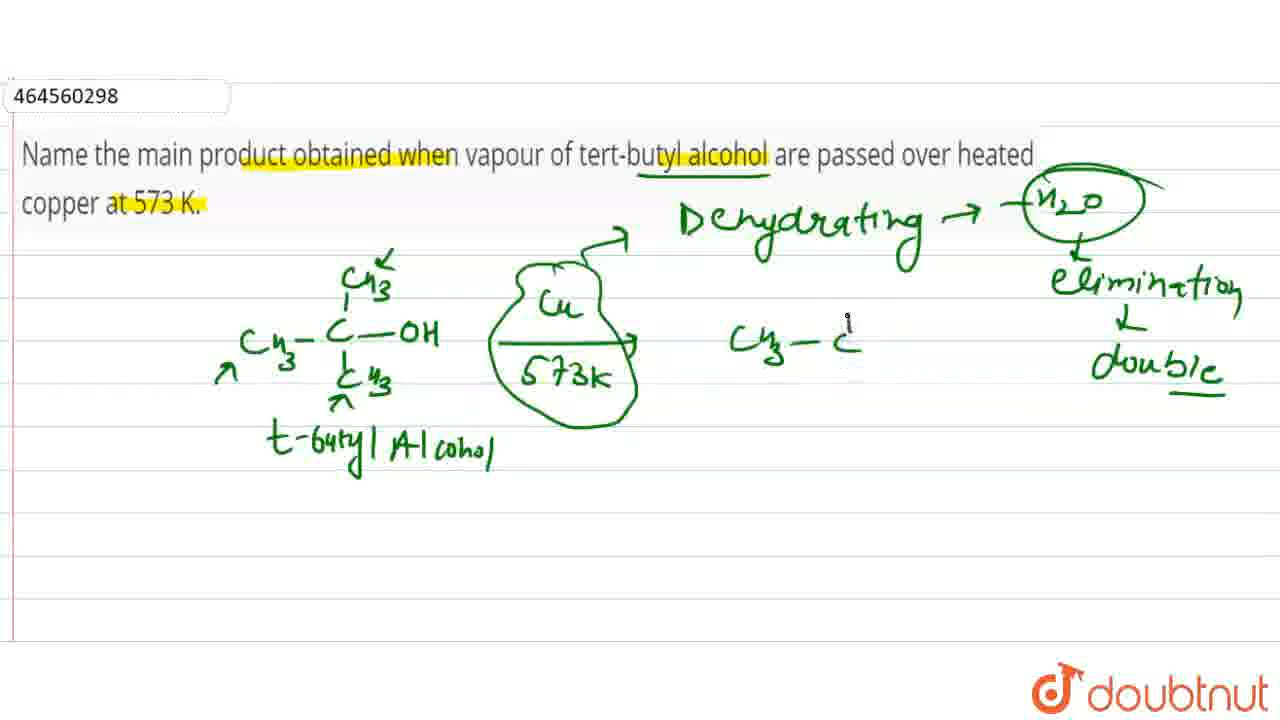 464560298
Name the main product obtained when vapour of tert-butyl alcohol are passed over heated
copper at 573 K.
Dehydrating → -H2O
elimination
double
CH3
CH3-C-OH
CH3
t-butyl Alcohol
Cu
573K
CH3-C
doubtnut